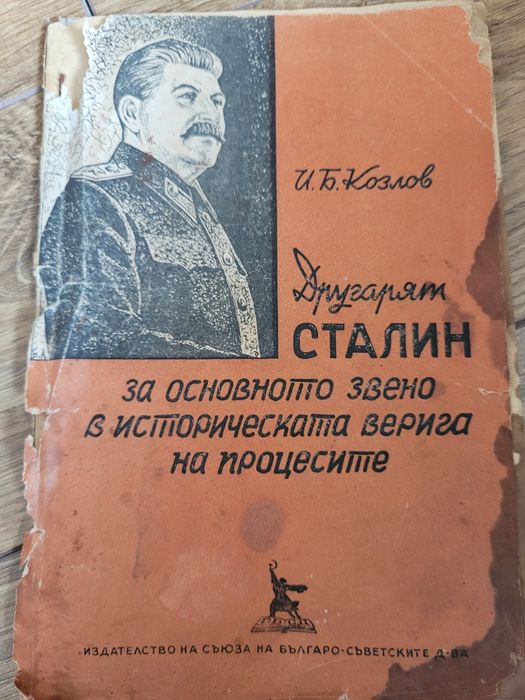 И. Б. Козлов
Другарят
СТАЛИН
за основното звено
в историческата верига
на процесите
ИЗДАТЕЛСТВО НА СЪЮЗА НА БЪЛГАРО-СЪВЕТСКИТЕ Д-ВА